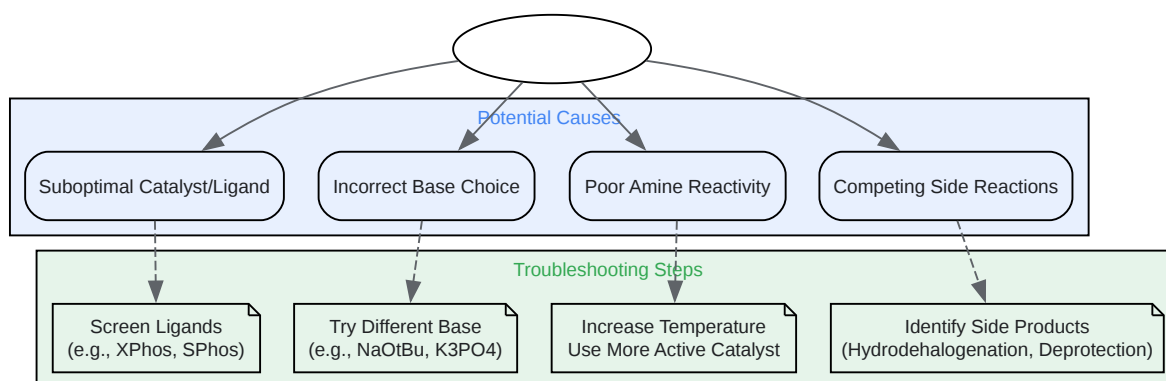 Potential Causes
Suboptimal Catalyst/Ligand
Incorrect Base Choice
Poor Amine Reactivity
Competing Side Reactions
Troubleshooting Steps
Screen Ligands
(e.g., XPhos, SPhos)
Try Different Base
(e.g., NaOtBu, K3PO4)
Increase Temperature
Use More Active Catalyst
Identify Side Products
(Hydrodehalogenation, Deprotection)